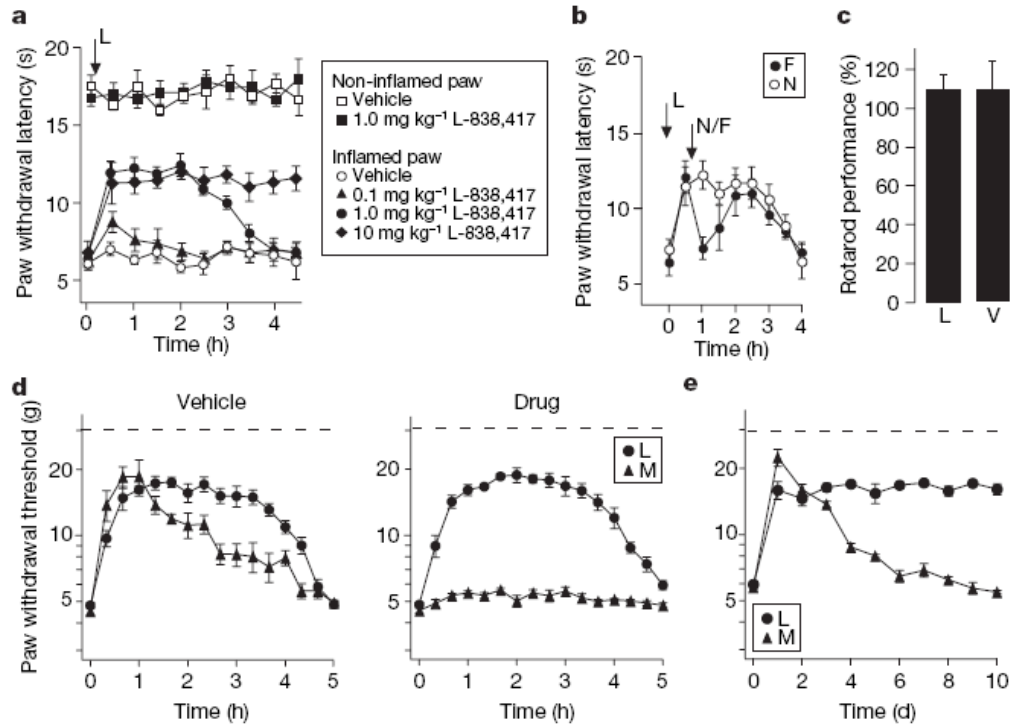 a
L
Paw withdrawal latency (s)
20
15
10
5
0 1 2 3 4
Time (h)
Non-inflamed paw
Vehicle
1.0 mg kg⁻¹ L-838,417
Inflamed paw
Vehicle
0.1 mg kg⁻¹ L-838,417
1.0 mg kg⁻¹ L-838,417
10 mg kg⁻¹ L-838,417
b
Paw withdrawal latency (s)
20
15
10
5
L
N/F
F
N
0 1 2 3 4
Time (h)
c
Rotarod performance (%)
120
100
80
60
40
20
0
L V
d
Vehicle
Paw withdrawal threshold (g)
20
10
5
0 1 2 3 4 5
Time (h)
Drug
L
M
20
10
5
0 1 2 3 4 5
Time (h)
e
20
10
5
L
M
0 2 4 6 8 10
Time (d)